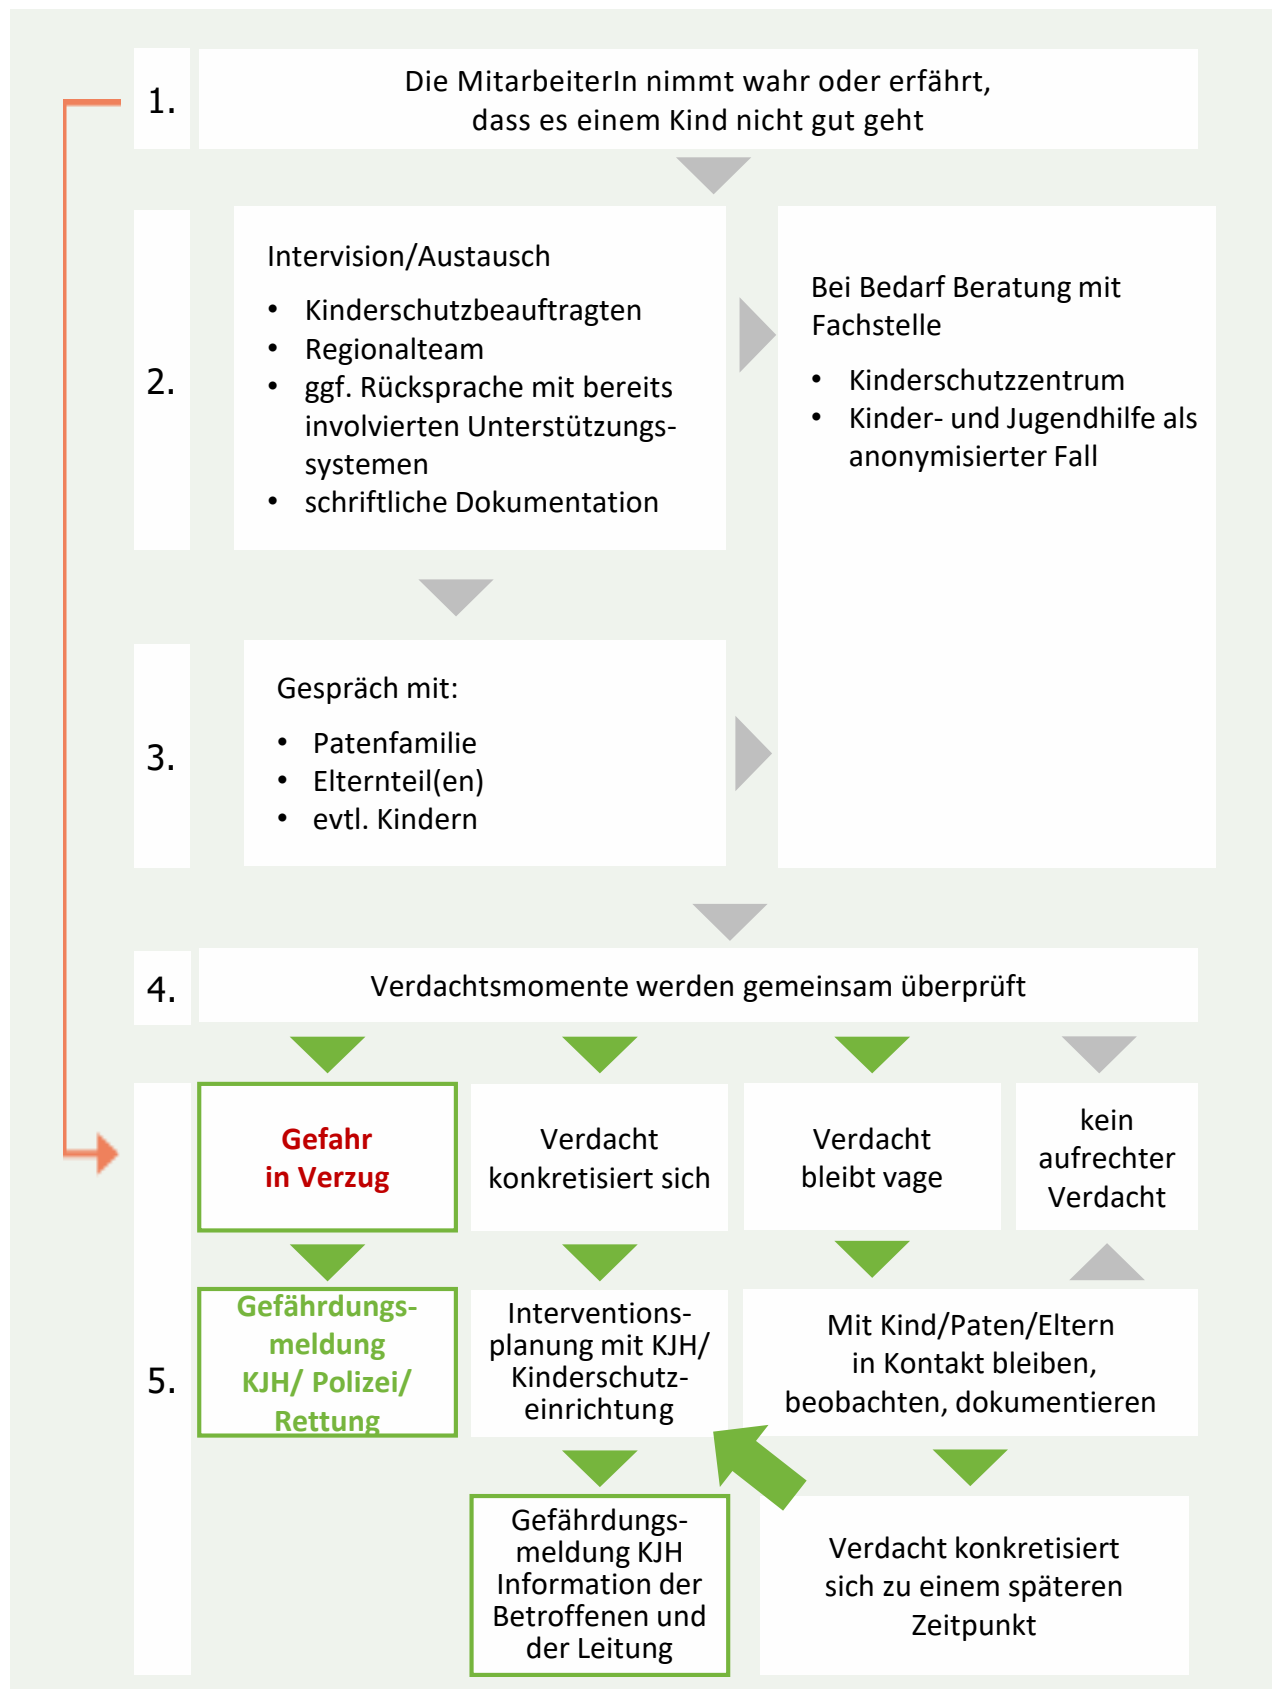 1.
Die MitarbeiterIn nimmt wahr oder erfährt,
dass es einem Kind nicht gut geht
2.
Intervision/Austausch
• Kinderschutzbeauftragten
• Regionalteam
• ggf. Rücksprache mit bereits
involvierten Unterstützungs-
systemen
• schriftliche Dokumentation
Bei Bedarf Beratung mit
Fachstelle
• Kinderschutzzentrum
• Kinder- und Jugendhilfe als
anonymisierter Fall
3.
Gespräch mit:
• Patenfamilie
• Elternteil(en)
• evtl. Kindern
4.
Verdachtsmomente werden gemeinsam überprüft
5.
Gefahr
in Verzug
Verdacht
konkretisiert sich
Verdacht
bleibt vage
kein
aufrechter
Verdacht
Gefährdungs-
meldung
KJH/ Polizei/
Rettung
Interventions-
planung mit KJH/
Kinderschutz-
einrichtung
Mit Kind/Paten/Eltern
in Kontakt bleiben,
beobachten, dokumentieren
Gefährdungs-
meldung KJH
Information der
Betroffenen und
der Leitung
Verdacht konkretisiert
sich zu einem späteren
Zeitpunkt